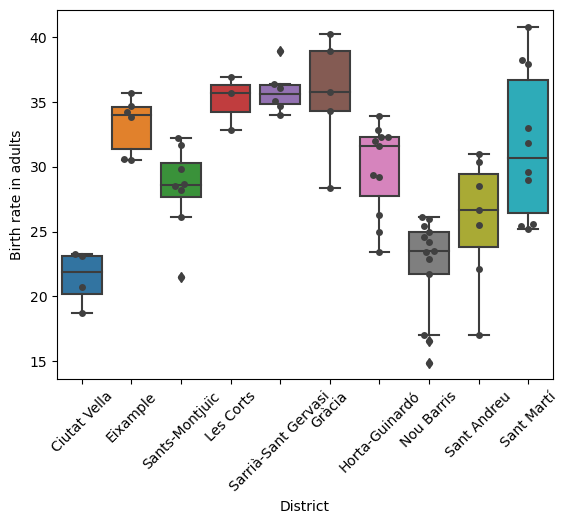 Birth rate in adults
40
35
30
25
20
15
Ciutat Vella
Eixample
Sants-Montjuïc
Les Corts
Sarrià-Sant Gervasi
Gràcia
Horta-Guinardó
Nou Barris
Sant Andreu
Sant Martí
District